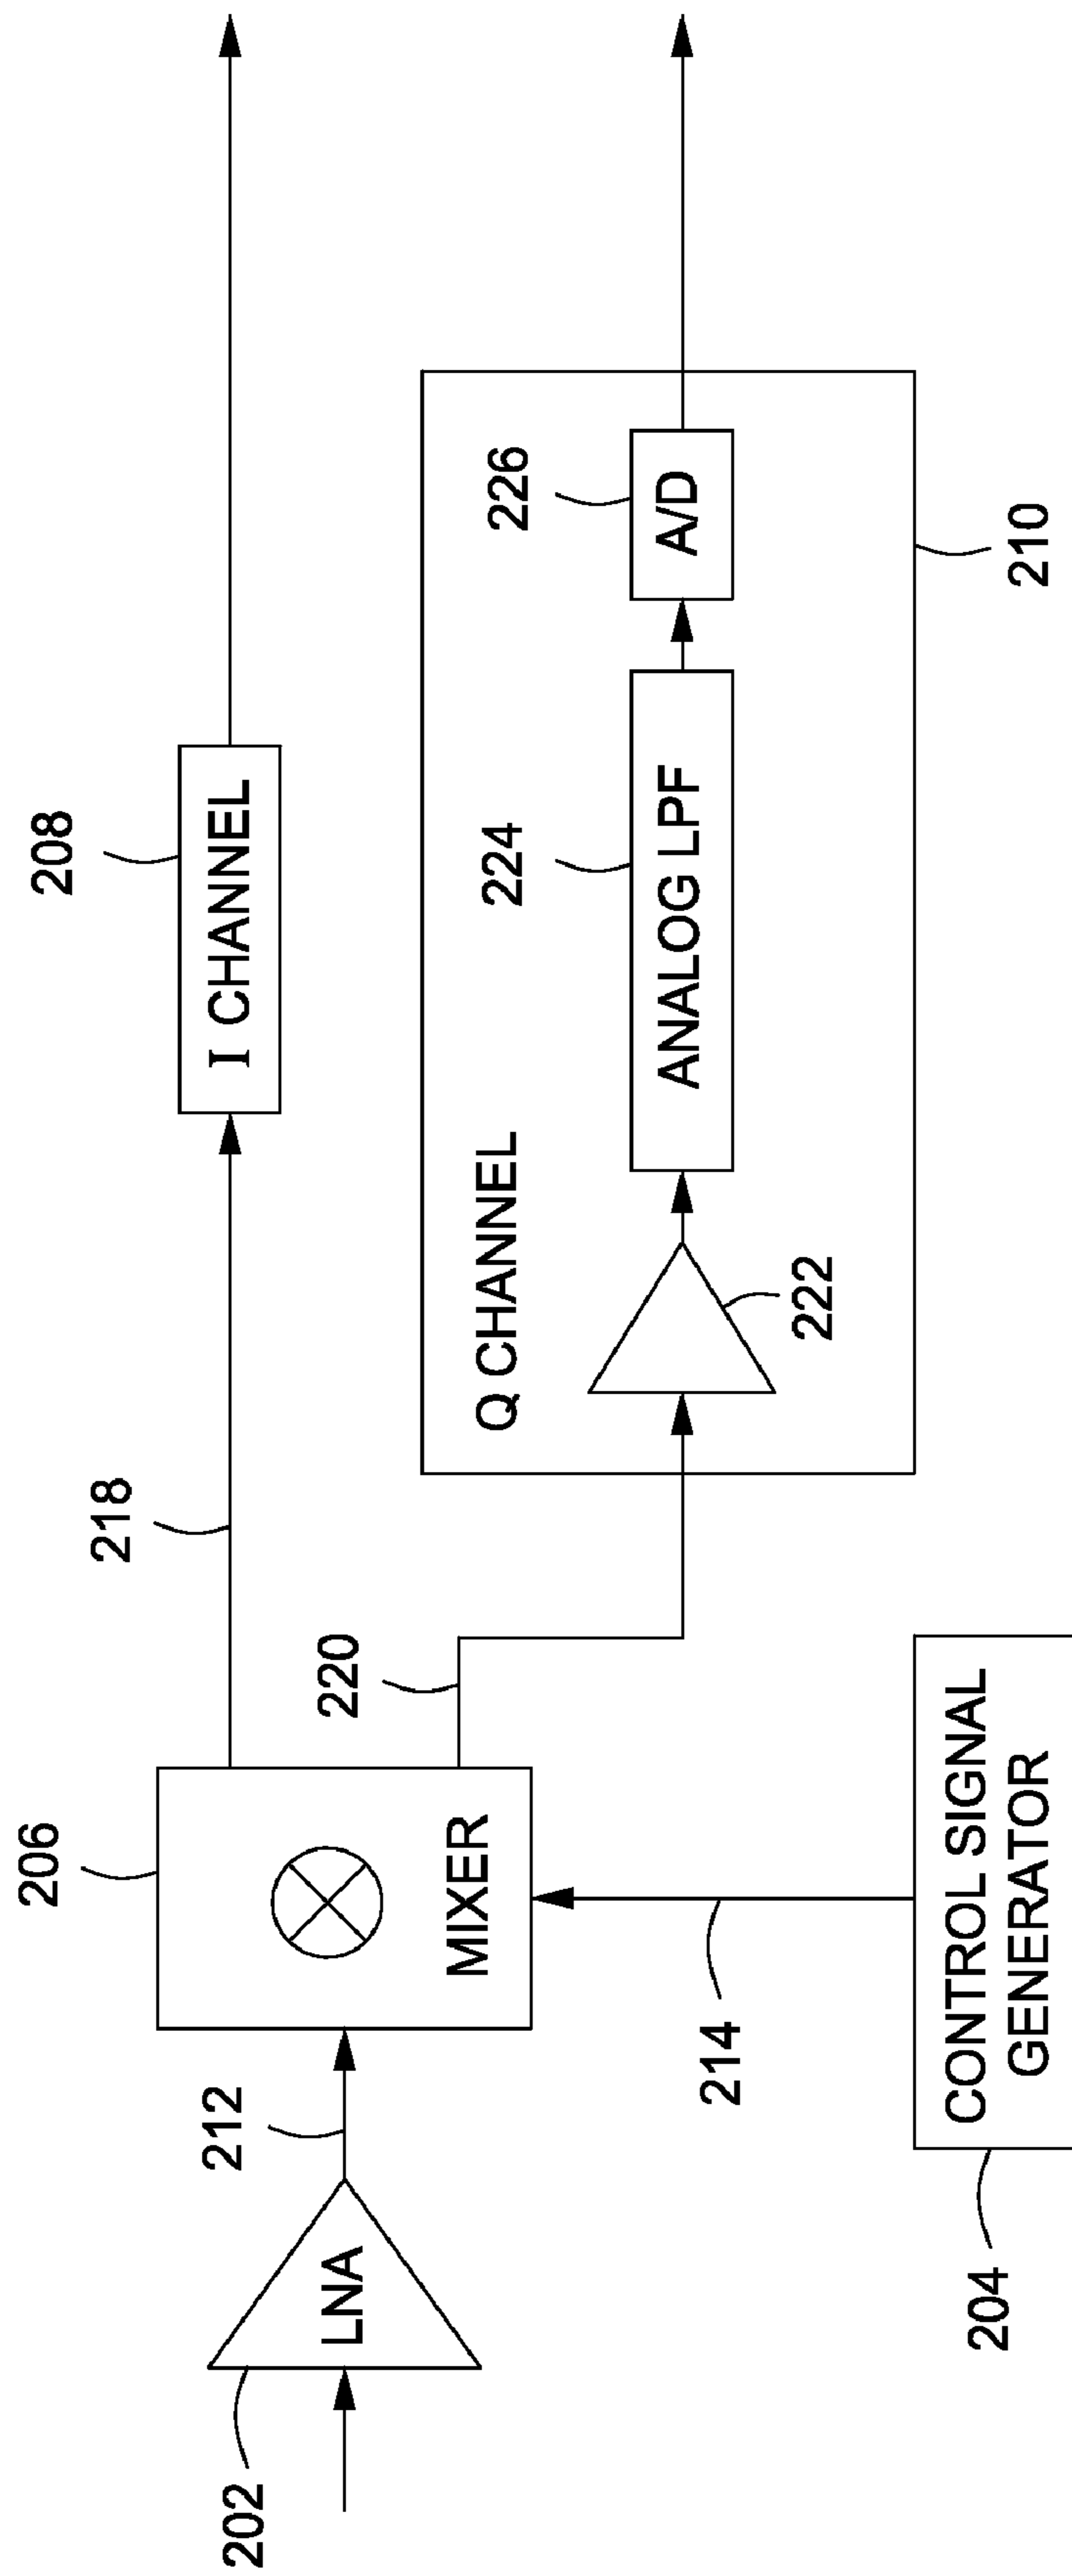 208
I CHANNEL
218
206
MIXER
220
Q CHANNEL
226
A/D
224
ANALOG LPF
222
210
212
LNA
202
214
CONTROL SIGNAL
GENERATOR
204